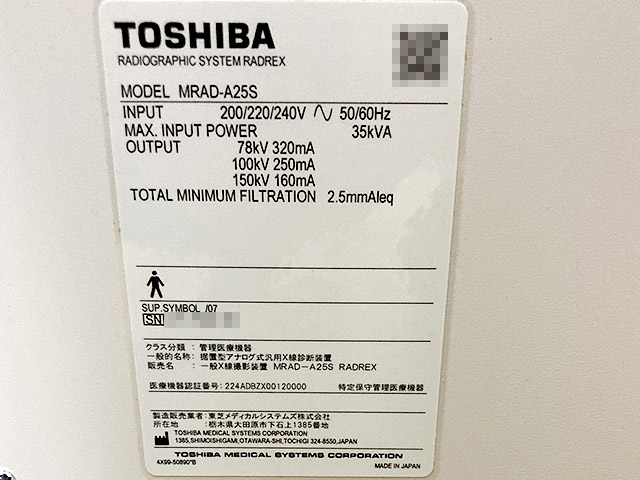 TOSHIBA
RADIOGRAPHIC SYSTEM RADREX
MODEL MRAD-A25S
INPUT 200/220/240V 50/60Hz
MAX. INPUT POWER 35kVA
OUTPUT 78kV 320mA
100kV 250mA
150kV 160mA
TOTAL MINIMUM FILTRATION 2.5mmAleq
SUP.SYMBOL /07
SN
クラス分類 : 管理医療機器
一般的名称: 据置型アナログ式汎用X線診断装置
販売名 : 一般X線撮影装置 MRAD-A25S RADREX
医療機器認証番号: 224ADBZX00120000 特定保守管理医療機器
製造販売業者: 東芝メディカルシステムズ株式会社
所在地 : 栃木県大田原市下石上1385番地
TOSHIBA MEDICAL SYSTEMS CORPORATION
1385,SHIMOISHIGAMI,OTAWARA-SHI,TOCHIGI 324-8550,JAPAN
TOSHIBA MEDICAL SYSTEMS CORPORATION
4X99-50890*B MADE IN JAPAN